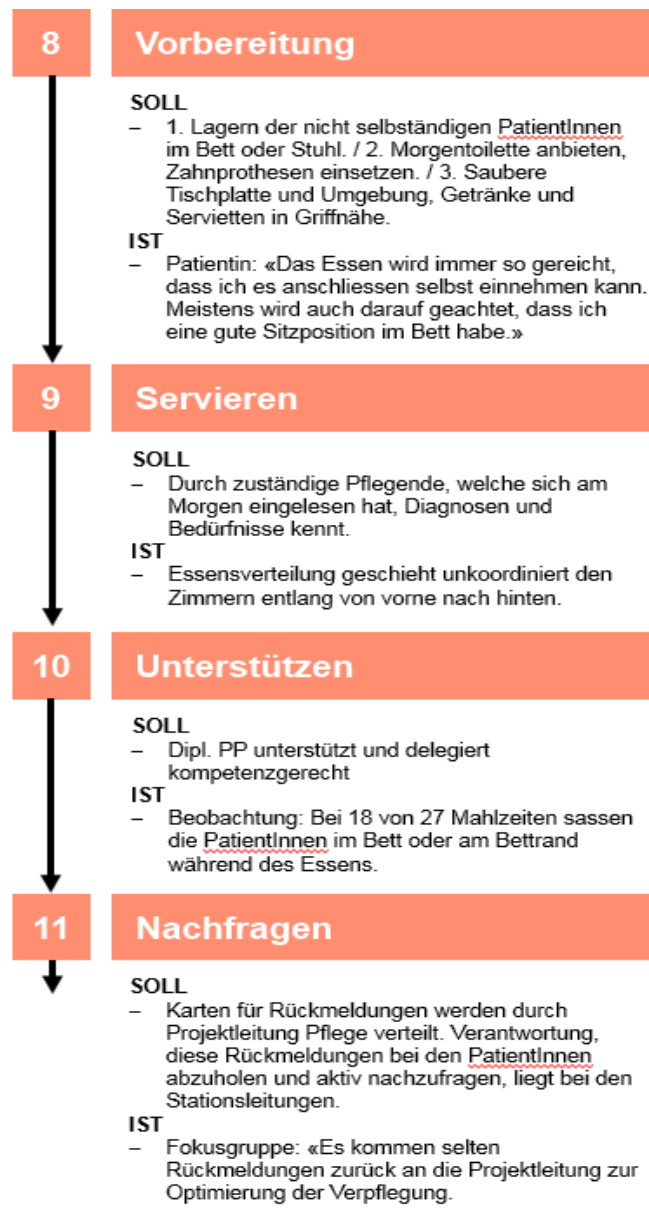 8 Vorbereitung
SOLL
– 1. Lagern der nicht selbständigen PatientInnen
im Bett oder Stuhl. / 2. Morgentoilette anbieten,
Zahnprothesen einsetzen. / 3. Saubere
Tischplatte und Umgebung, Getränke und
Servietten in Griffnähe.
IST
– Patientin: «Das Essen wird immer so gereicht,
dass ich es anschliessen selbst einnehmen kann.
Meistens wird auch darauf geachtet, dass ich
eine gute Sitzposition im Bett habe.»
9 Servieren
SOLL
– Durch zuständige Pflegende, welche sich am
Morgen eingelesen hat, Diagnosen und
Bedürfnisse kennt.
IST
– Essensverteilung geschieht unkoordiniert den
Zimmern entlang von vorne nach hinten.
10 Unterstützen
SOLL
– Dipl. PP unterstützt und delegiert
kompetenzgerecht
IST
– Beobachtung: Bei 18 von 27 Mahlzeiten sassen
die PatientInnen im Bett oder am Bettrand
während des Essens.
11 Nachfragen
SOLL
– Karten für Rückmeldungen werden durch
Projektleitung Pflege verteilt. Verantwortung,
diese Rückmeldungen bei den PatientInnen
abzuholen und aktiv nachzufragen, liegt bei den
Stationsleitungen.
IST
– Fokusgruppe: «Es kommen selten
Rückmeldungen zurück an die Projektleitung zur
Optimierung der Verpflegung.